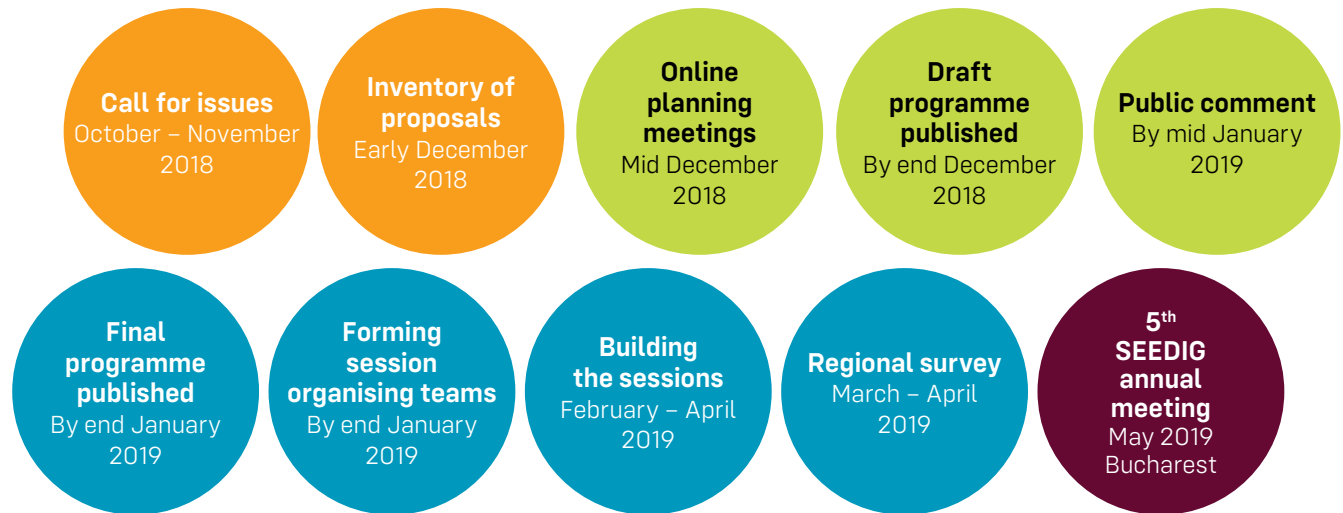 Call for issues
October – November
2018
Inventory of
proposals
Early December
2018
Online
planning
meetings
Mid December
2018
Draft
programme
published
By end December
2018
Public comment
By mid January
2019
Final
programme
published
By end January
2019
Forming
session
organising teams
By end January
2019
Building
the sessions
February – April
2019
Regional survey
March – April
2019
5th
SEEDIG
annual
meeting
May 2019
Bucharest